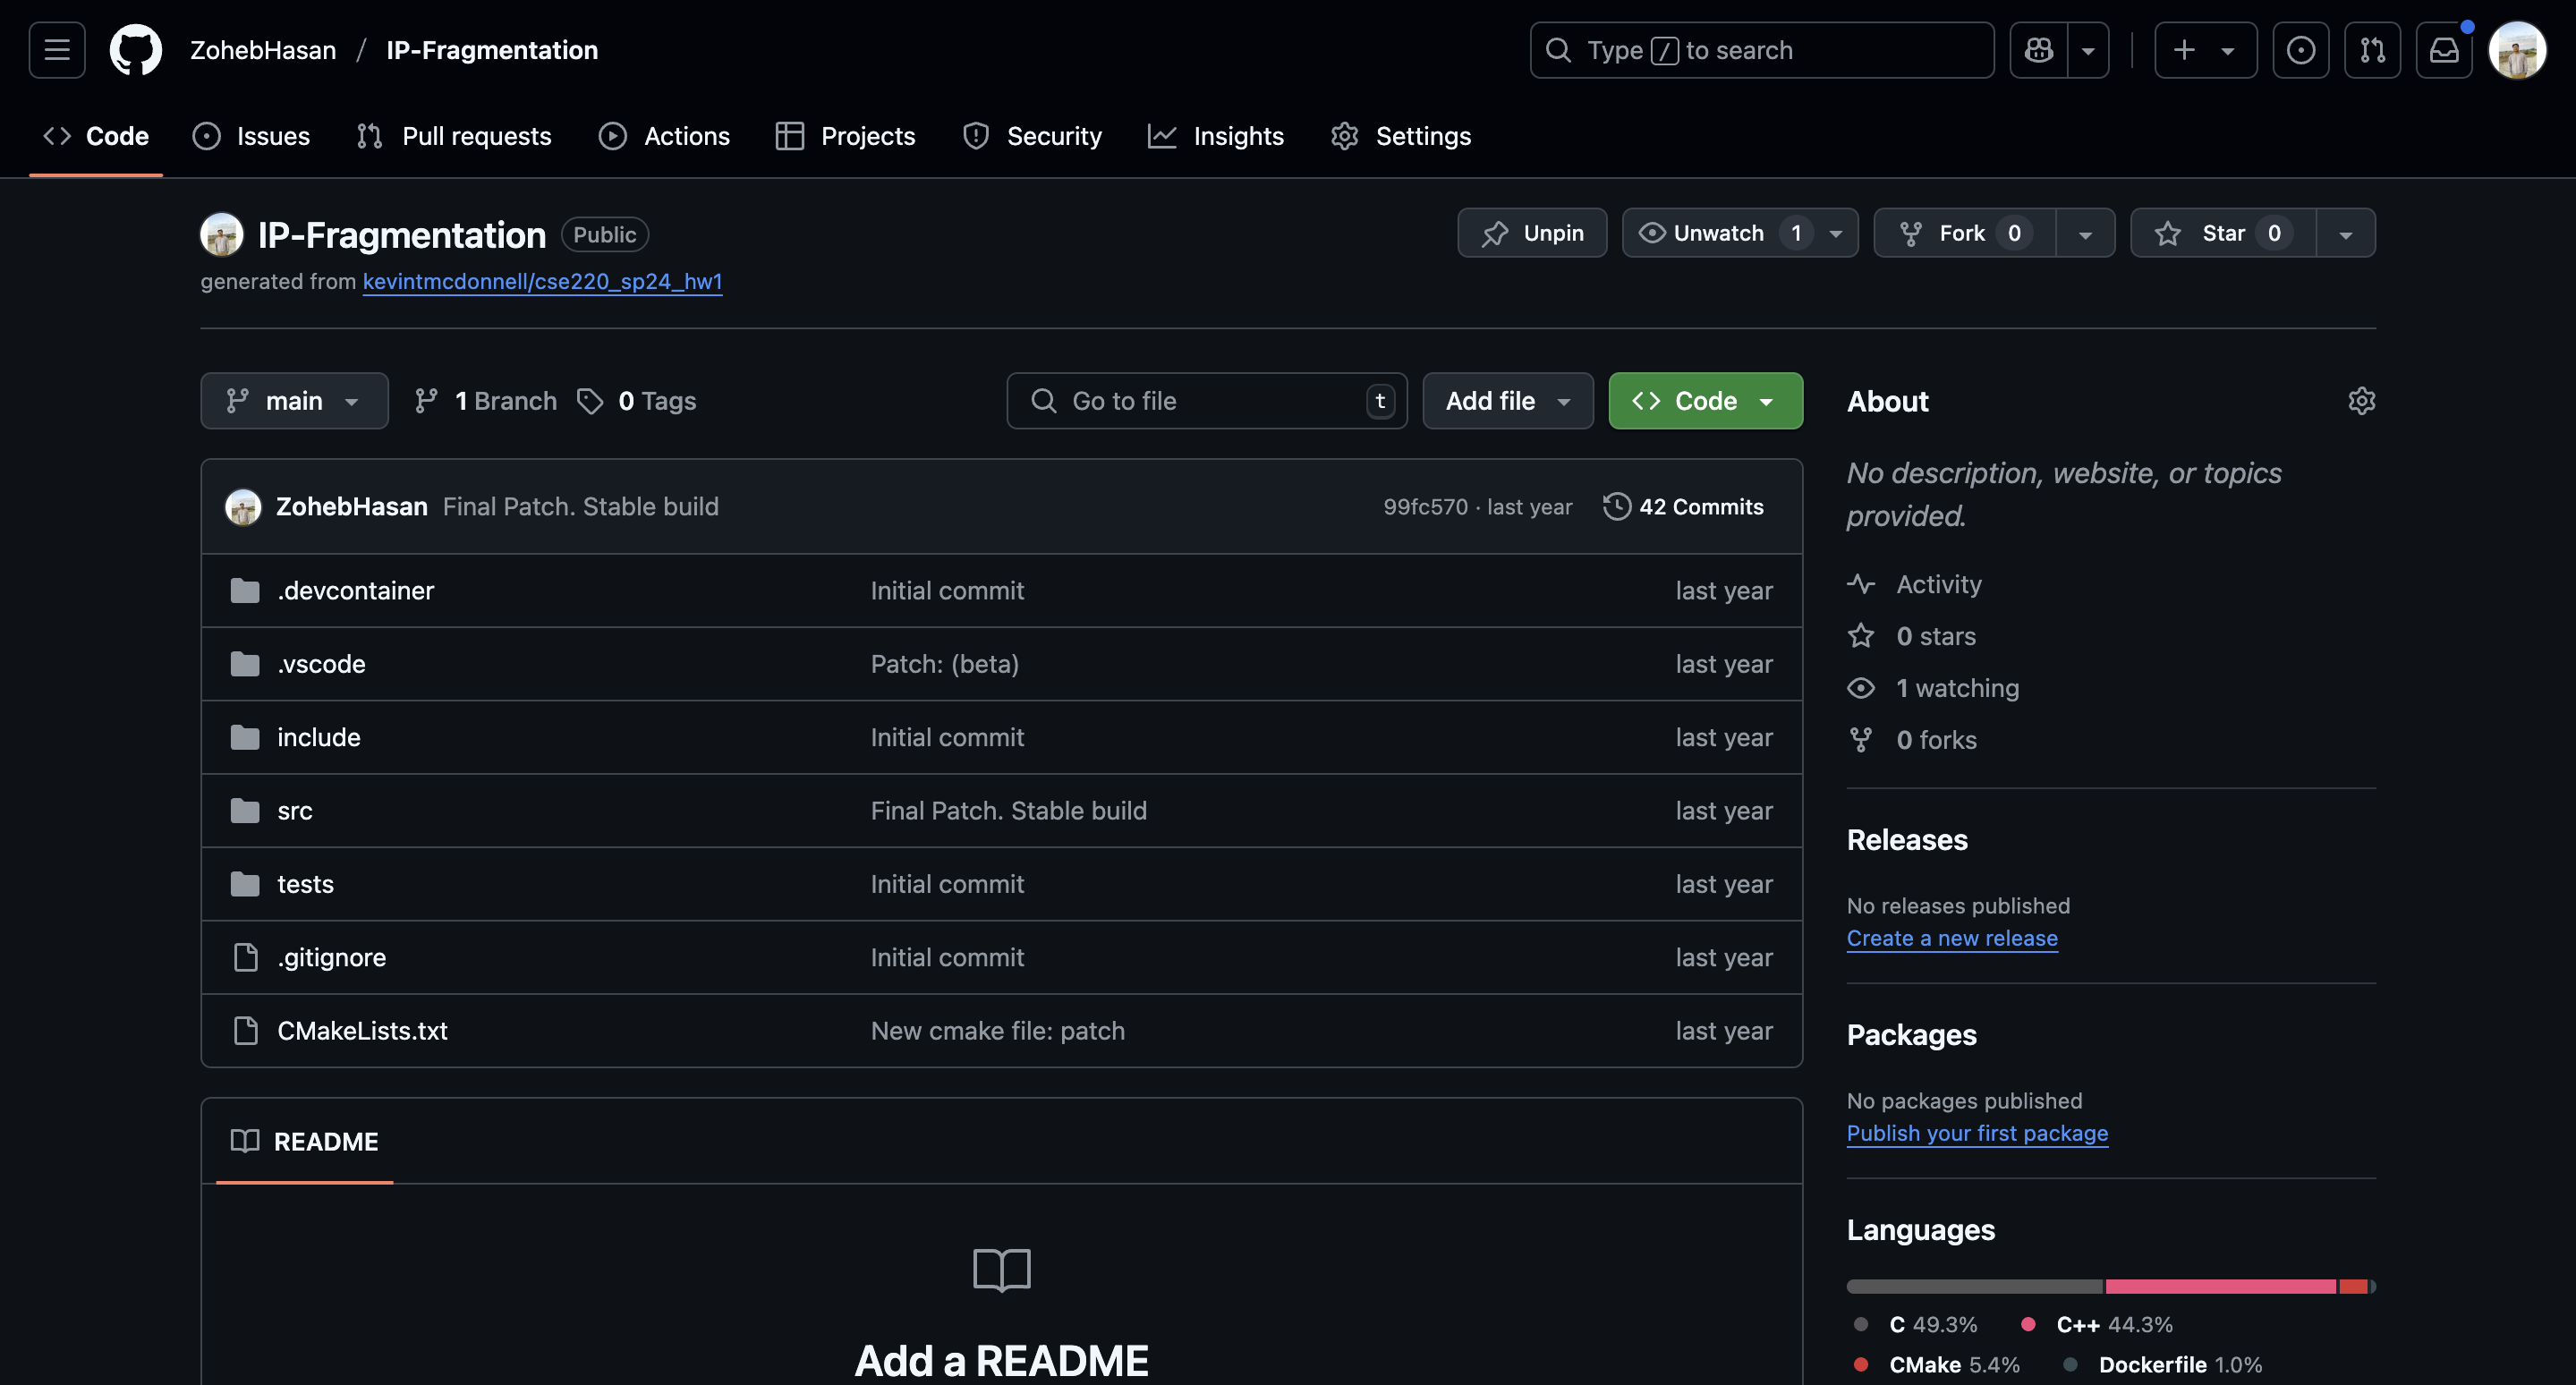 ZohebHasan / IP-Fragmentation
Type / to search
Code Issues Pull requests Actions Projects Security Insights Settings
IP-Fragmentation Public
Unpin Unwatch 1 Fork 0 Star 0
generated from kevintmcdonnell/cse220_sp24_hw1
main 1 Branch 0 Tags Go to file t Add file Code
ZohebHasan Final Patch. Stable build 99fc570 · last year 42 Commits
.devcontainer Initial commit last year
.vscode Patch: (beta) last year
include Initial commit last year
src Final Patch. Stable build last year
tests Initial commit last year
.gitignore Initial commit last year
CMakeLists.txt New cmake file: patch last year
README
Add a README
About
No description, website, or topics
provided.
Activity
0 stars
1 watching
0 forks
Releases
No releases published
Create a new release
Packages
No packages published
Publish your first package
Languages
C 49.3% C++ 44.3%
CMake 5.4% Dockerfile 1.0%